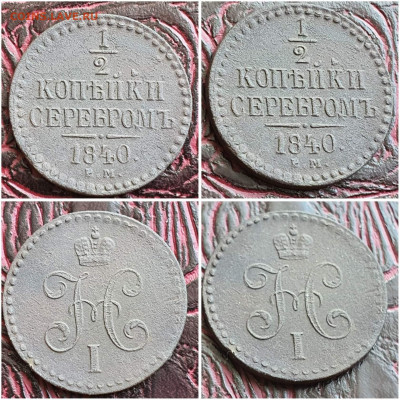 1
2
КОПѢЙКИ
СЕРЕБРОМЪ
1840.
Е.М.
1
2
КОПѢЙКИ
СЕРЕБРОМЪ
1840.
Е.М.
Н
I
Н
I